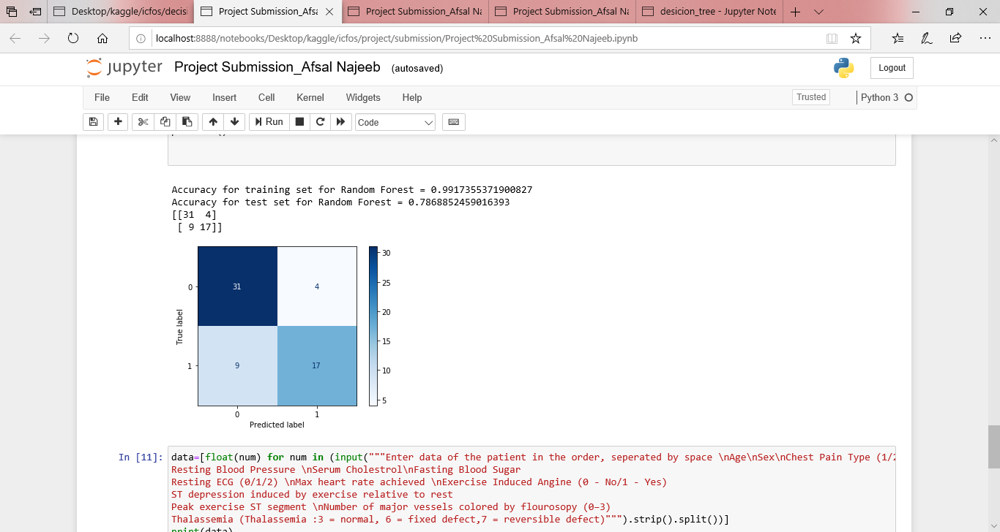 Desktop/kaggle/icfos/decisi
Project Submission_Afsa
Project Submission_Afsal Na
Project Submission_Afsal Na
desicion_tree - Jupyter Note
localhost:8888/notebooks/Desktop/kaggle/icfos/project/submission/Project%20Submission_Afsal%20Najeeb.ipynb
jupyter Project Submission_Afsal Najeeb (autosaved)
Logout
File Edit View Insert Cell Kernel Widgets Help
Trusted
Python 3
Run
Code
Accuracy for training set for Random Forest = 0.9917355371900827
Accuracy for test set for Random Forest = 0.7868852459016393
[[31  4]
[ 9 17]]
30
25
20
15
10
5
31 4
9 17
0
1
True label
0 1
Predicted label
In [11]:
data=[float(num) for num in (input("""Enter data of the patient in the order, seperated by space \nAge\nSex\nChest Pain Type (1/2
Resting Blood Pressure \nSerum Cholestrol\nFasting Blood Sugar
Resting ECG (0/1/2) \nMax heart rate achieved \nExercise Induced Angine (0 - No/1 - Yes)
ST depression induced by exercise relative to rest
Peak exercise ST segment \nNumber of major vessels colored by flourosopy (0–3)
Thalassemia (Thalassemia :3 = normal, 6 = fixed defect,7 = reversible defect)""").strip().split())]
print(data)